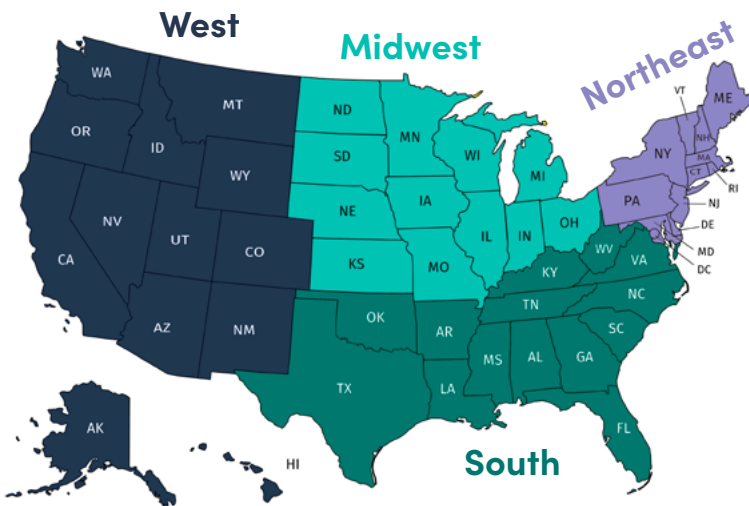 West
Midwest
Northeast
WA
MT
ND
MN
VT
ME
OR
ID
SD
WI
NY
NH
MA
WY
MI
CT
RI
NV
NE
IA
PA
NJ
UT
CO
IL
IN
OH
DE
CA
KS
MO
WV
VA
MD
KY
DC
NC
TN
AZ
NM
OK
AR
SC
MS
AL
GA
TX
LA
AK
FL
HI
South